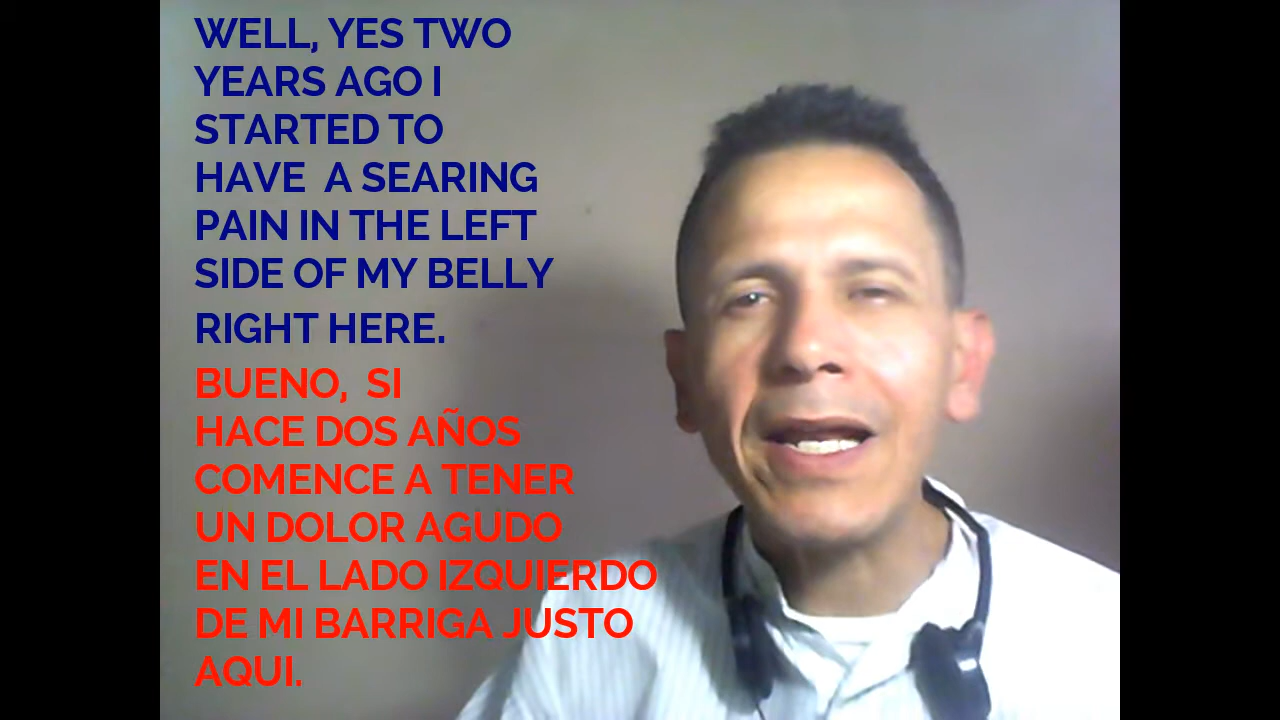 WELL, YES TWO
YEARS AGO I
STARTED TO
HAVE  A SEARING
PAIN IN THE LEFT
SIDE OF MY BELLY
RIGHT HERE.
BUENO,  SI
HACE DOS AÑOS
COMENCE A TENER
UN DOLOR AGUDO
EN EL LADO IZQUIERDO
DE MI BARRIGA JUSTO
AQUI.